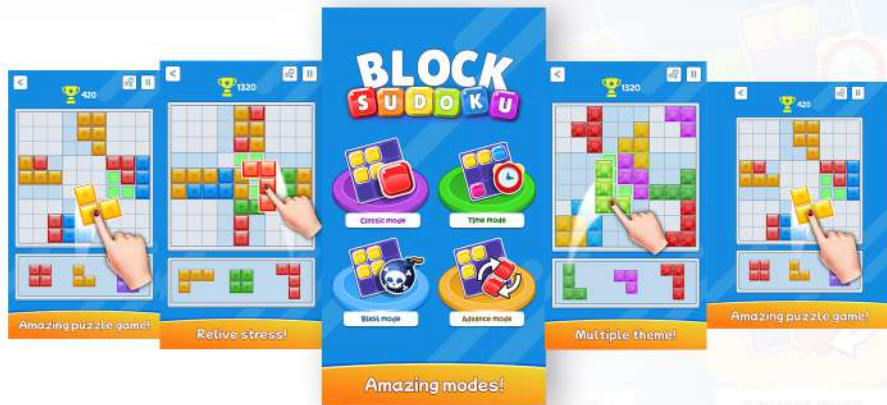 420
Amazing puzzle game!
1320
Relive stress!
BLOCK
SUDOKU
Classic mode
Time mode
Blast mode
Advance mode
Amazing modes!
1320
Multiple theme!
420
Amazing puzzle game!